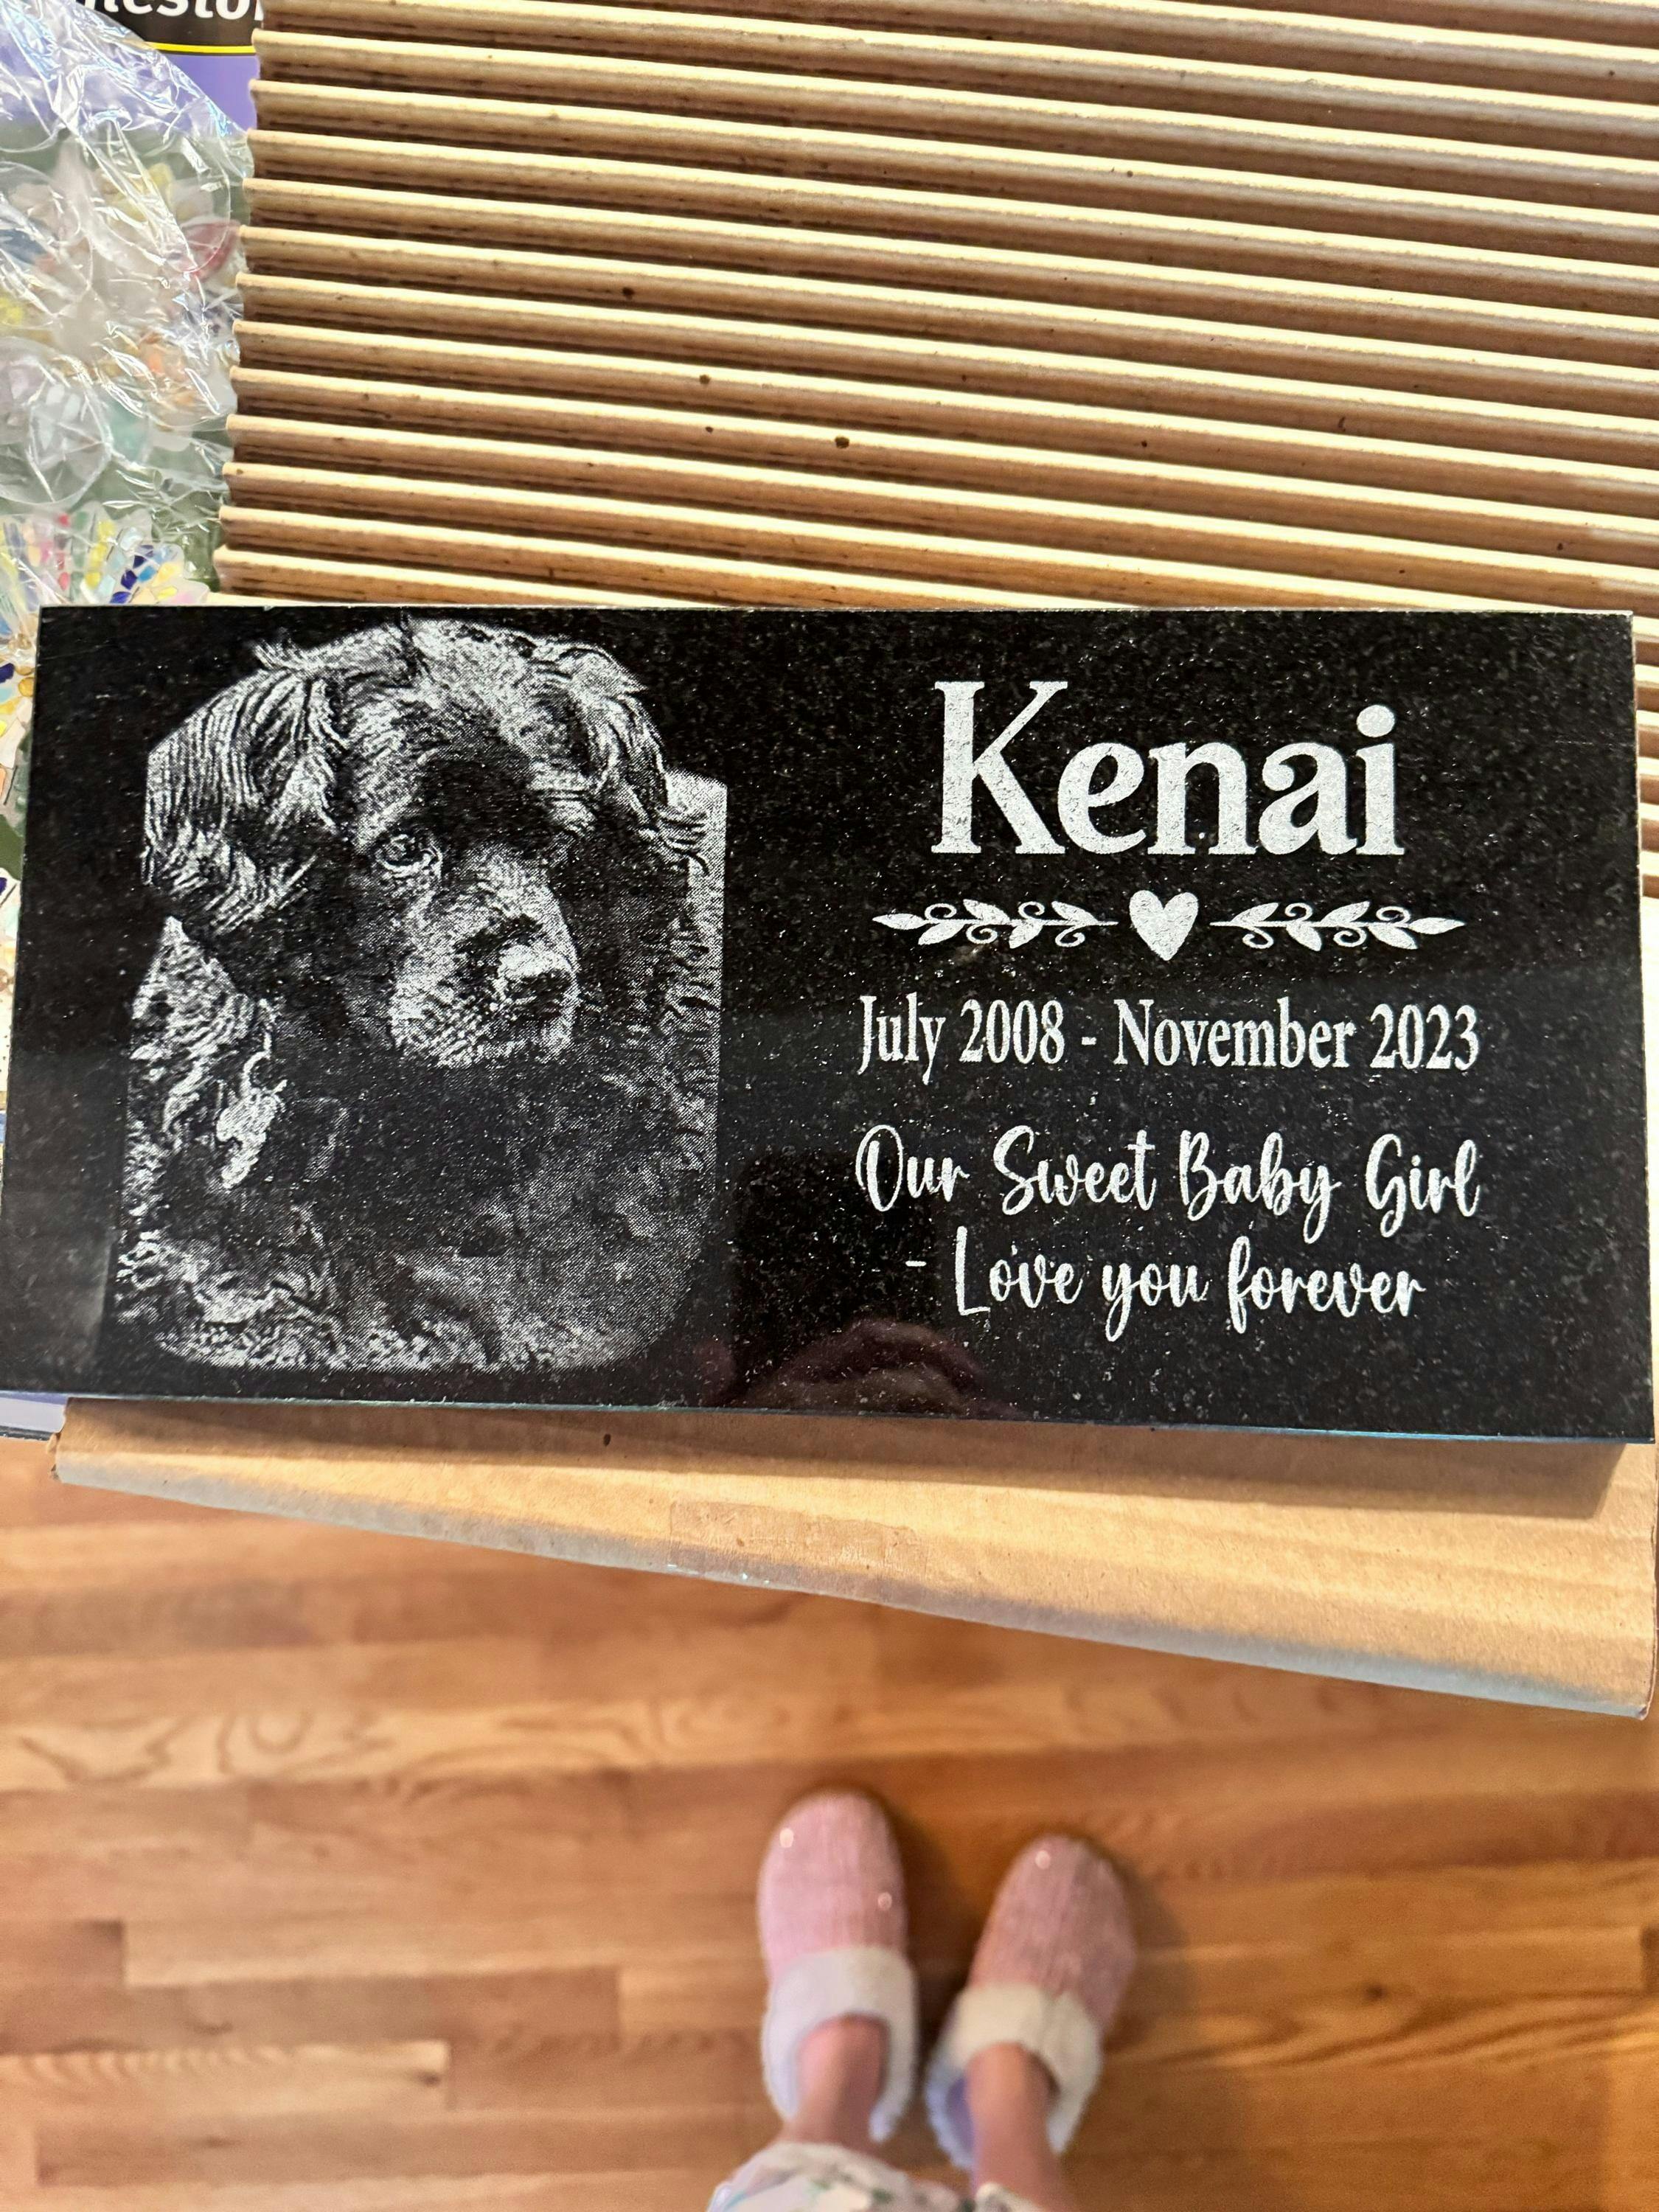 Kenai
July 2008 - November 2023
Our Sweet Baby Girl
- Love you forever